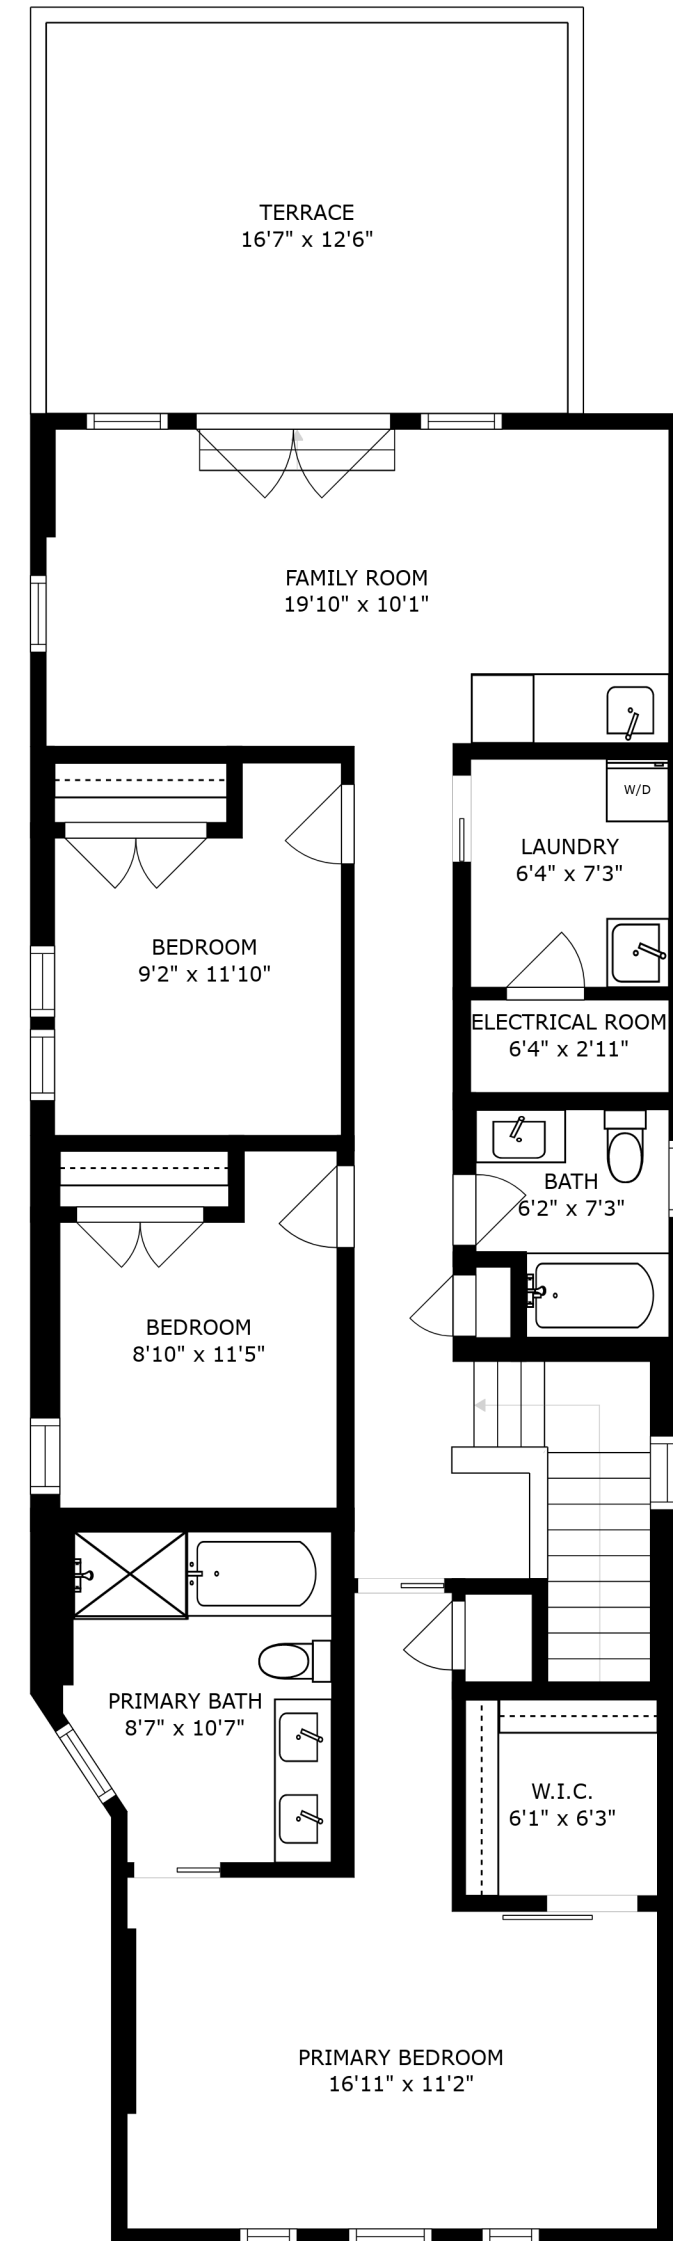 TERRACE
16'7" x 12'6"
FAMILY ROOM
19'10" x 10'1"
W/D
LAUNDRY
6'4" x 7'3"
BEDROOM
9'2" x 11'10"
ELECTRICAL ROOM
6'4" x 2'11"
BATH
6'2" x 7'3"
BEDROOM
8'10" x 11'5"
PRIMARY BATH
8'7" x 10'7"
W.I.C.
6'1" x 6'3"
PRIMARY BEDROOM
16'11" x 11'2"